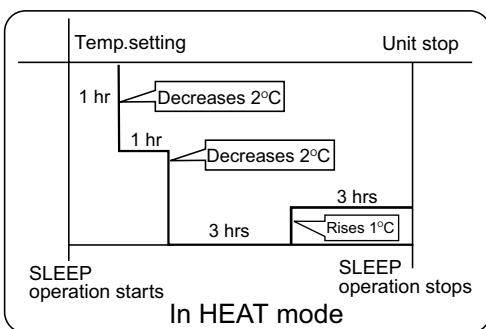 Temp.setting
Unit stop
1 hr
Decreases 2°C
1 hr
Decreases 2°C
3 hrs
3 hrs
Rises 1°C
SLEEP
operation starts
SLEEP
operation stops
In HEAT mode